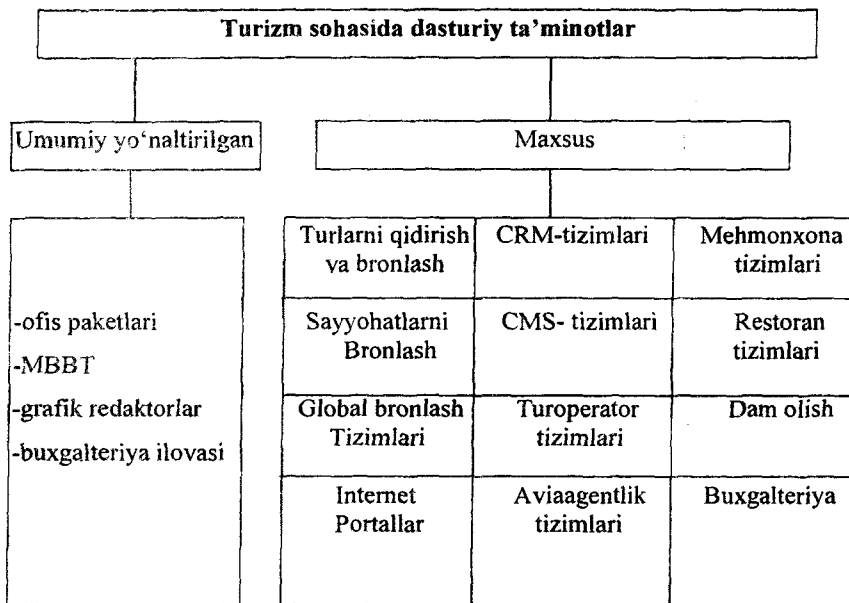 Turizm sohasida dasturiy ta’minotlar
Umumiy yo‘naltirilgan
Maxsus
-ofis paketlari
-MBBT
-grafik redaktorlar
-buxgalteriya ilovasi
Turlarni qidirish
va bronlash
CRM-tizimlari
Mehmonxona
tizimlari
Sayyohatlarni
Bronlash
CMS- tizimlari
Restoran
tizimlari
Global bronlash
Tizimlari
Turoperator
tizimlari
Dam olish
Internet
Portallar
Aviaagentlik
tizimlari
Buxgalteriya